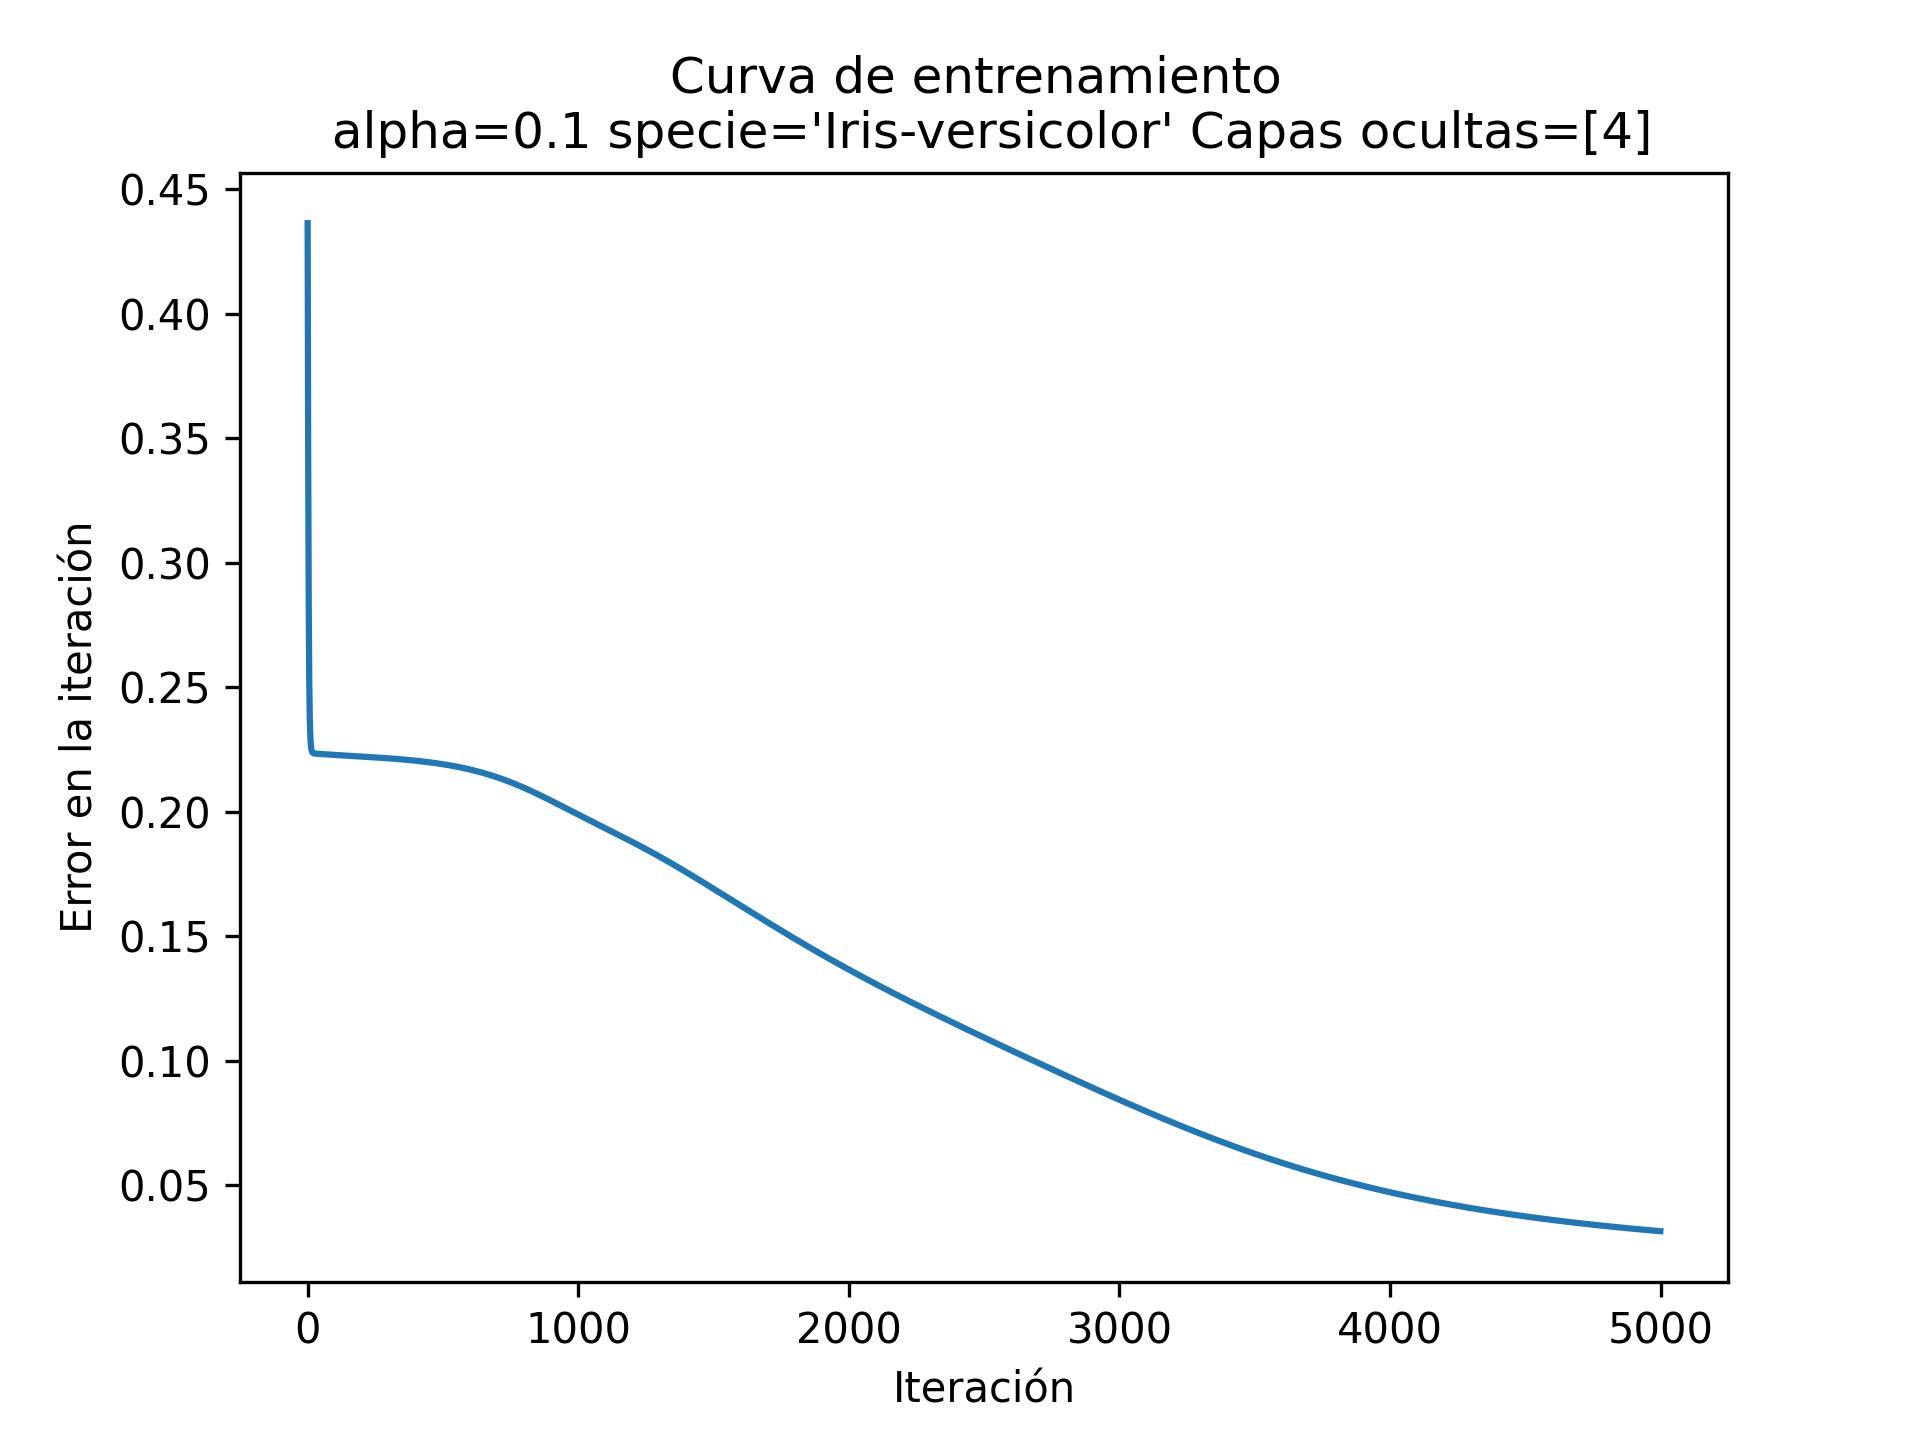 Curva de entrenamiento
alpha=0.1 specie='Iris-versicolor' Capas ocultas=[4]
0.45
0.40
0.35
0.30
0.25
0.20
0.15
0.10
0.05
Error en la iteración
0 1000 2000 3000 4000 5000
Iteración